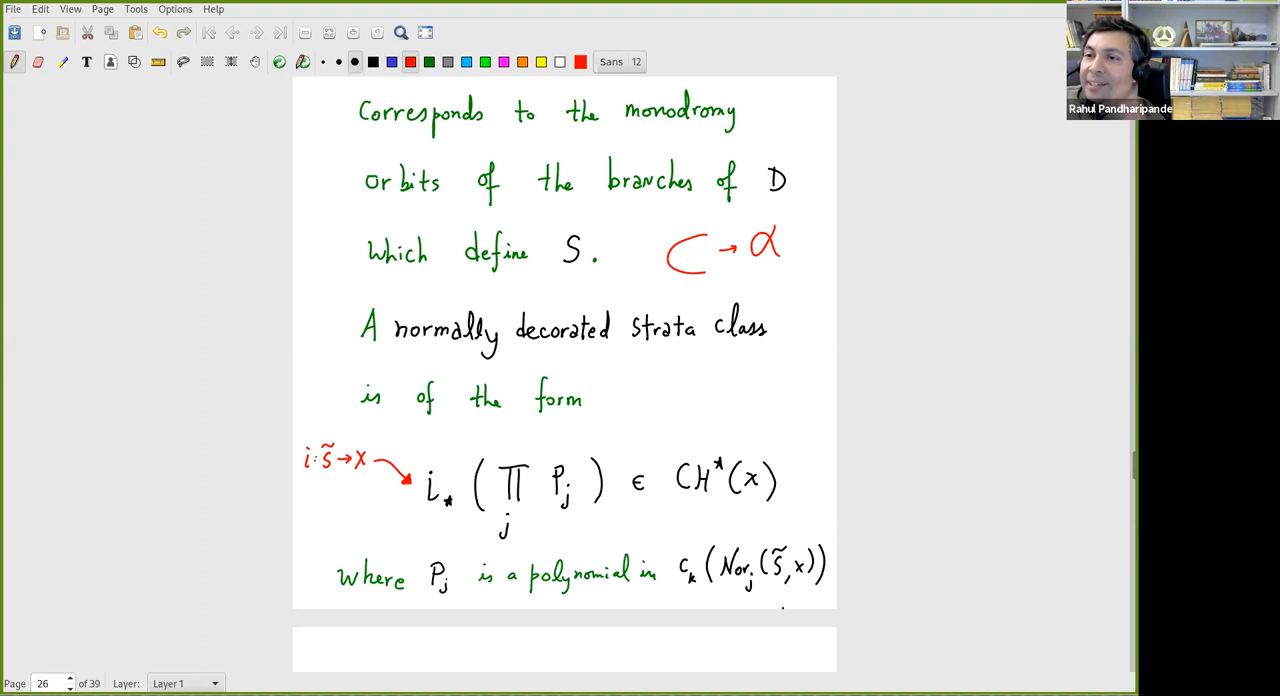 File Edit View Page Tools Options Help
Sans 12
Rahul Pandharipande
Corresponds to the monodromy
orbits of the branches of D
which define S. ⊂ → α
A normally decorated strata class
is of the form
i: S̃ → X
i_* ( ∏_j P_j ) ∈ CH*(X)
where P_j is a polynomial in c_k (Nor_j (S̃, X))
Page 26 of 39 Layer: Layer 1